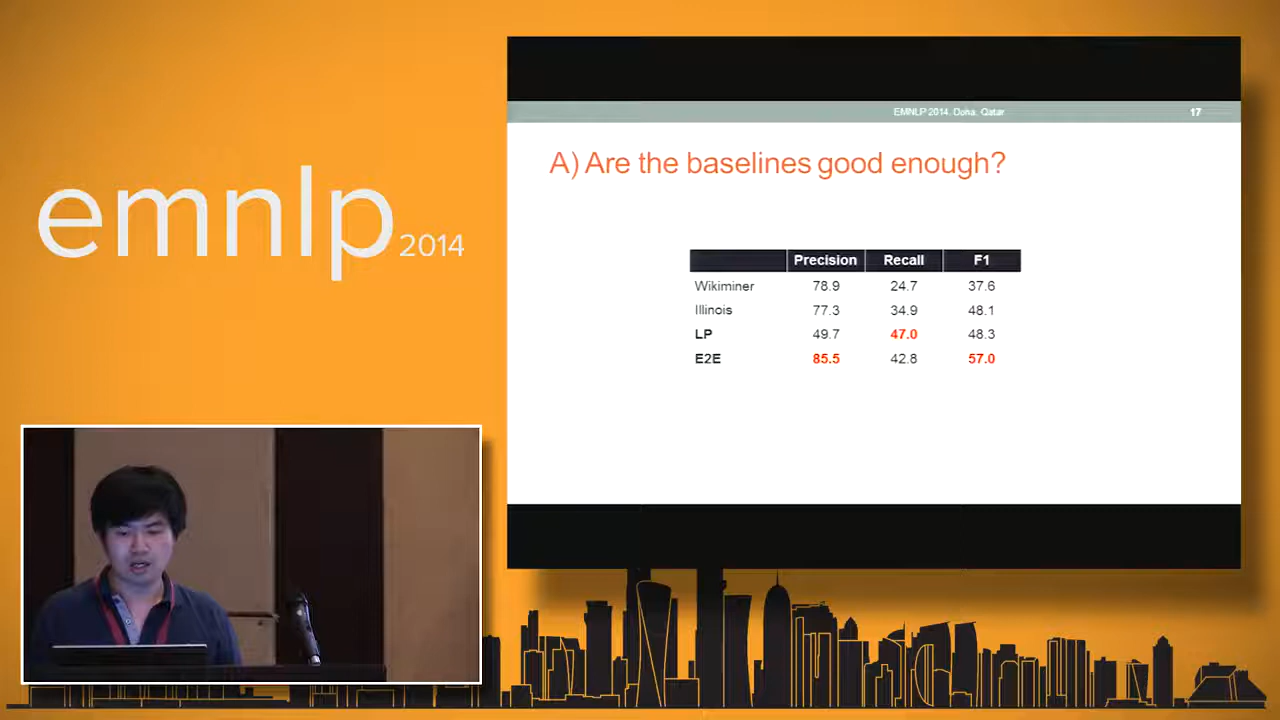 emnlp 2014
EMNLP 2014. Doha. Qatar 17
A) Are the baselines good enough?
Precision Recall F1
Wikiminer 78.9 24.7 37.6
Illinois 77.3 34.9 48.1
LP 49.7 47.0 48.3
E2E 85.5 42.8 57.0